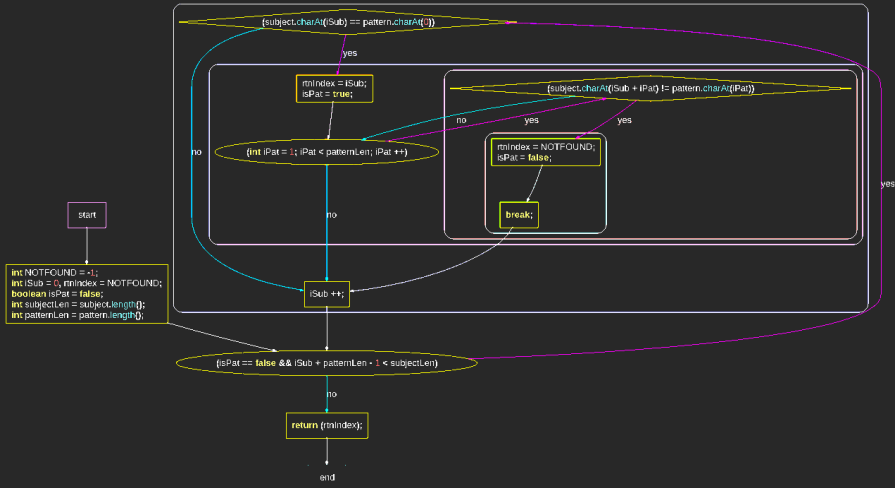 (subject.charAt(iSub) == pattern.charAt(0))
yes
rtnIndex = iSub;
isPat = true;
(subject.charAt(iSub + iPat) != pattern.charAt(iPat))
no
yes
yes
no
(int iPat = 1; iPat < patternLen; iPat ++)
rtnIndex = NOTFOUND;
isPat = false;
yes
start
no
break;
int NOTFOUND = -1;
int iSub = 0, rtnIndex = NOTFOUND;
boolean isPat = false;
int subjectLen = subject.length();
int patternLen = pattern.length();
iSub ++;
(isPat == false && iSub + patternLen - 1 < subjectLen)
no
return (rtnIndex);
end